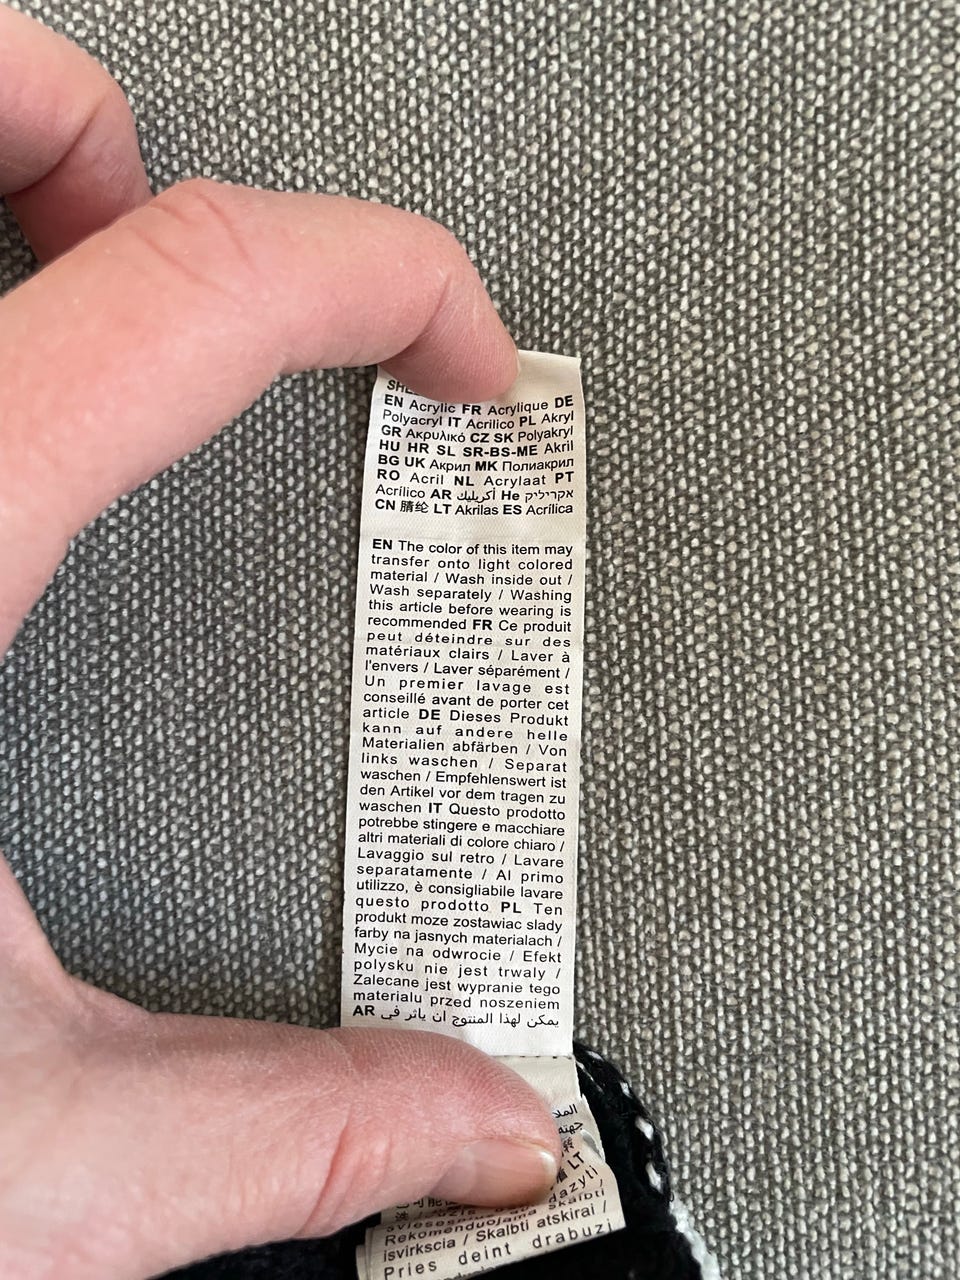 EN Acrylic FR Acrylique DE
Polyacryl IT Acrilico PL Akryl
GR Ακρυλικό CZ SK Polyakryl
HU HR SL SR-BS-ME Akril
BG UK Акрил MK Полиакрил
RO Acril NL Acrylaat PT
Acrílico AR أكريليك He אקריליק
CN 腈纶 LT Akrilas ES Acrílica
EN The color of this item may
transfer onto light colored
material / Wash inside out /
Wash separately / Washing
this article before wearing is
recommended FR Ce produit
peut déteindre sur des
matériaux clairs / Laver à
l'envers / Laver séparément /
Un premier lavage est
conseillé avant de porter cet
article DE Dieses Produkt
kann auf andere helle
Materialien abfärben / Von
links waschen / Separat
waschen / Empfehlenswert ist
den Artikel vor dem tragen zu
waschen IT Questo prodotto
potrebbe stingere e macchiare
altri materiali di colore chiaro /
Lavaggio sul retro / Lavare
separatamente / Al primo
utilizzo, è consigliabile lavare
questo prodotto PL Ten
produkt moze zostawiac slady
farby na jasnych materialach /
Mycie na odwrocie / Efekt
polysku nie jest trwaly /
Zalecane jest wypranie tego
materialu przed noszeniem
AR يمكن لهذا المنتوج ان ياثر في
LT
Rekomenduojama skalbti
isvirkscia / Skalbti atskirai /
Pries deint drabuzi